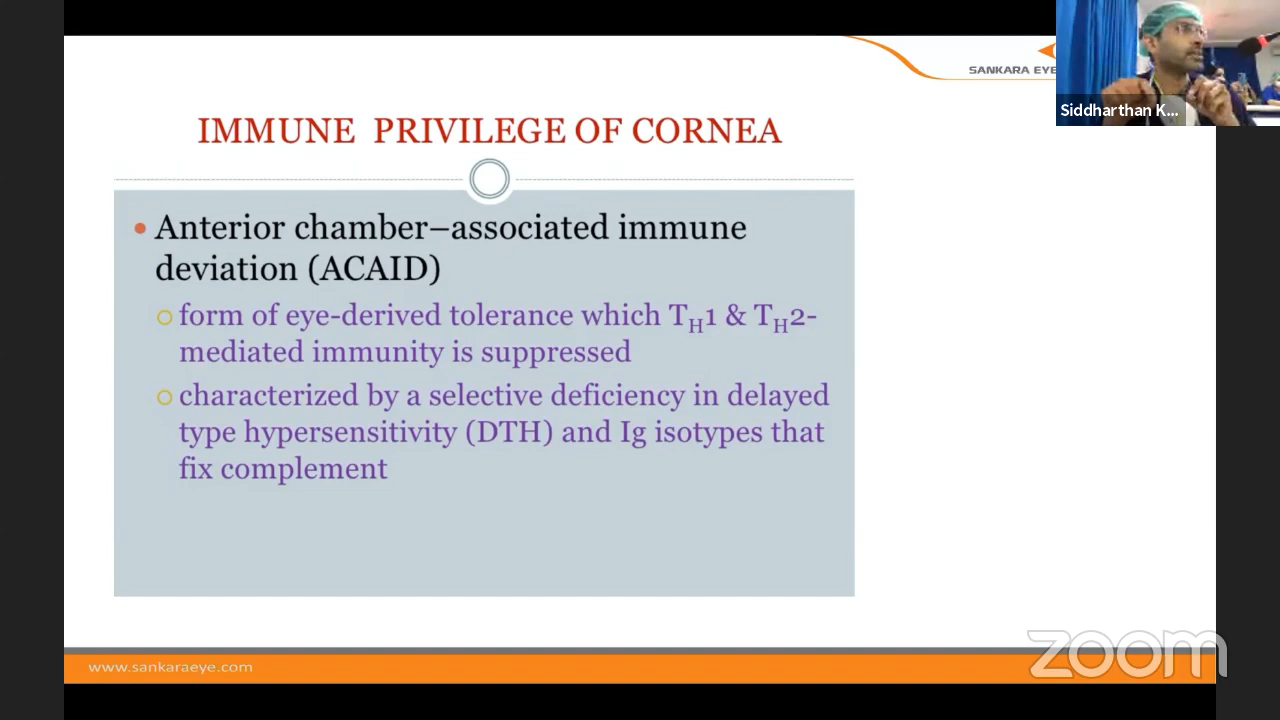 SANKARA EYE
Siddharthan K...
IMMUNE PRIVILEGE OF CORNEA
• Anterior chamber–associated immune
deviation (ACAID)
form of eye-derived tolerance which TH1 & TH2-
mediated immunity is suppressed
characterized by a selective deficiency in delayed
type hypersensitivity (DTH) and Ig isotypes that
fix complement
www.sankaraeye.com
zoom